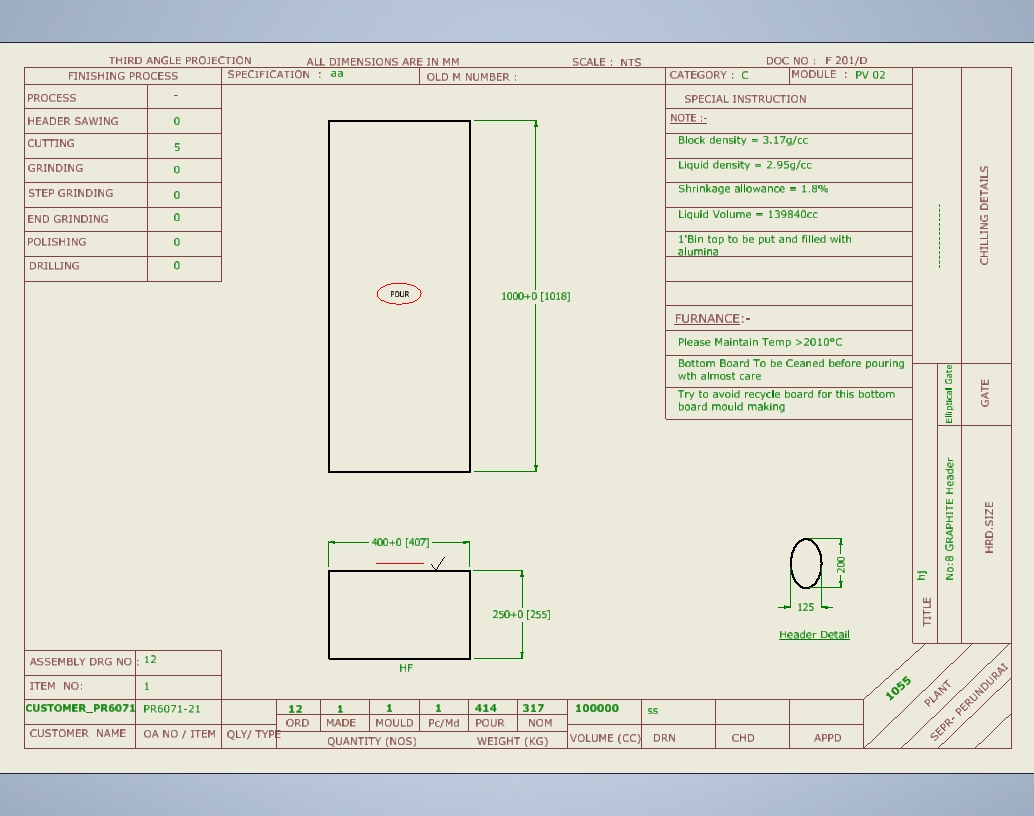 THIRD ANGLE PROJECTION
ALL DIMENSIONS ARE IN MM
SCALE : NTS
DOC NO : F 201/D
FINISHING PROCESS
SPECIFICATION : aa
OLD M NUMBER :
CATEGORY : C
MODULE : PV 02
PROCESS -
HEADER SAWING 0
CUTTING 5
GRINDING 0
STEP GRINDING 0
END GRINDING 0
POLISHING 0
DRILLING 0
POUR
1000+0 [1018]
SPECIAL INSTRUCTION
NOTE :-
Block density = 3.17g/cc
Liquid density = 2.95g/cc
Shrinkage allowance = 1.8%
Liquid Volume = 139840cc
1'Bin top to be put and filled with
alumina
FURNANCE:-
Please Maintain Temp >2010°C
Bottom Board To be Ceaned before pouring
wth almost care
Try to avoid recycle board for this bottom
board mould making
--------------
CHILLING DETAILS
Elliptical Gate
GATE
No:8 GRAPHITE Header
HRD.SIZE
hj
TITLE
400+0 [407]
250+0 [255]
HF
200
125
Header Detail
ASSEMBLY DRG NO : 12
ITEM NO: 1
CUSTOMER_PR6071 PR6071-21
CUSTOMER NAME OA NO / ITEM QLY/ TYPE
12 1 1 1 414 317
ORD MADE MOULD Pc/Md POUR NOM
QUANTITY (NOS) WEIGHT (KG)
100000 ss
VOLUME (CC) DRN CHD APPD
1055
PLANT
SEPR- PERUNDURAI